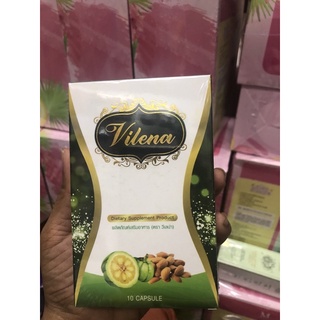 Vilena
Dietary Supplement Product
ผลิตภัณฑ์เสริมอาหาร ตรา วิเลน่า
10 CAPSULE